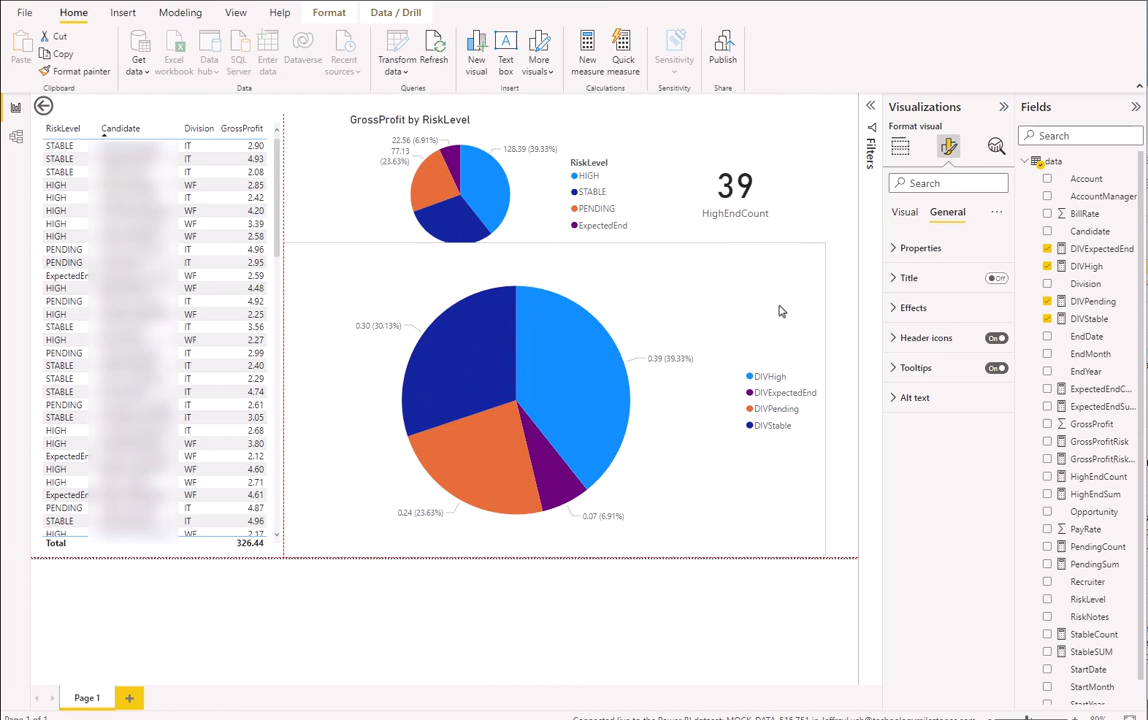 File Home Insert Modeling View Help Format Data / Drill
Paste
Cut
Copy
Format painter
Clipboard
Get data
Excel workbook
Data hub
SQL Server
Enter data
Dataverse
Recent sources
Data
Transform data
Refresh
Queries
New visual
Text box
More visuals
Insert
New measure
Quick measure
Calculations
Sensitivity
Sensitivity
Publish
Share
RiskLevel Candidate Division GrossProfit
STABLE IT 2.90
STABLE IT 4.93
STABLE IT 2.08
HIGH WF 2.85
HIGH IT 2.42
HIGH WF 4.20
HIGH WF 3.39
HIGH WF 2.58
PENDING IT 4.96
PENDING IT 2.95
ExpectedEn WF 2.59
HIGH WF 4.48
PENDING IT 4.92
HIGH WF 2.25
STABLE IT 3.56
HIGH WF 2.27
PENDING IT 2.99
STABLE IT 2.40
STABLE IT 2.29
STABLE WF 4.74
PENDING IT 2.61
STABLE WF 3.05
HIGH IT 2.68
HIGH WF 3.80
ExpectedEr WF 2.12
HIGH WF 4.60
HIGH WF 2.71
ExpectedEr WF 4.61
PENDING WF 4.87
STABLE IT 4.96
HIGH WF 2.17
Total 326.44
GrossProfit by RiskLevel
22.56 (6.91%)
77.13
(23.63%)
128.39 (39.33%)
RiskLevel
HIGH
STABLE
PENDING
ExpectedEnd
39
HighEndCount
0.30 (30.13%)
0.39 (39.33%)
0.24 (23.63%)
0.07 (6.91%)
DIVHigh
DIVExpectedEnd
DIVPending
DIVStable
Filters
Visualizations
Format visual
Search
Visual General ...
Properties
Title Off
Effects
Header icons On
Tooltips On
Alt text
Fields
Search
data
Account
AccountManager
BillRate
Candidate
DIVExpectedEnd
DIVHigh
Division
DIVPending
DIVStable
EndDate
EndMonth
EndYear
ExpectedEndC...
ExpectedEndSu...
GrossProfit
GrossProfitRisk
GrossProfitRisk...
HighEndCount
HighEndSum
Opportunity
PayRate
PendingCount
PendingSum
Recruiter
RiskLevel
RiskNotes
StableCount
StableSUM
StartDate
StartMonth
Page 1